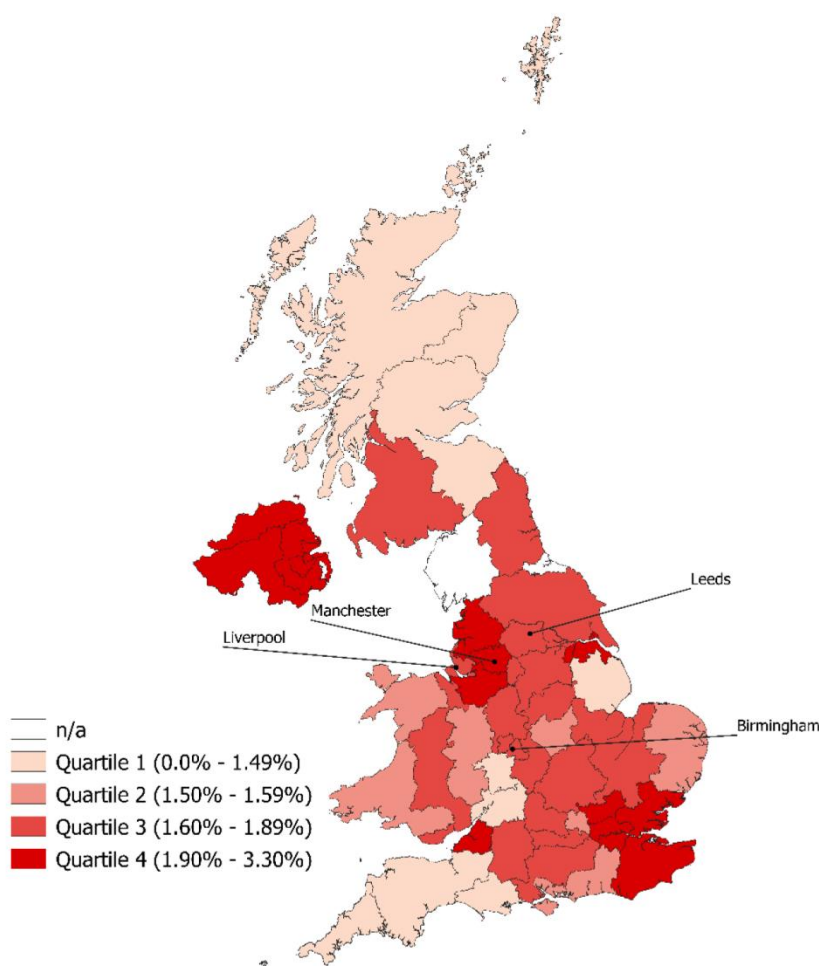 Leeds
Manchester
Liverpool
Birmingham
n/a
Quartile 1 (0.0% - 1.49%)
Quartile 2 (1.50% - 1.59%)
Quartile 3 (1.60% - 1.89%)
Quartile 4 (1.90% - 3.30%)